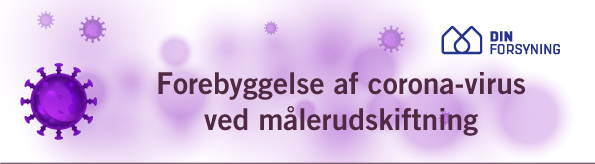 DIN
FORSYNING
Forebyggelse af corona-virus
ved målerudskiftning